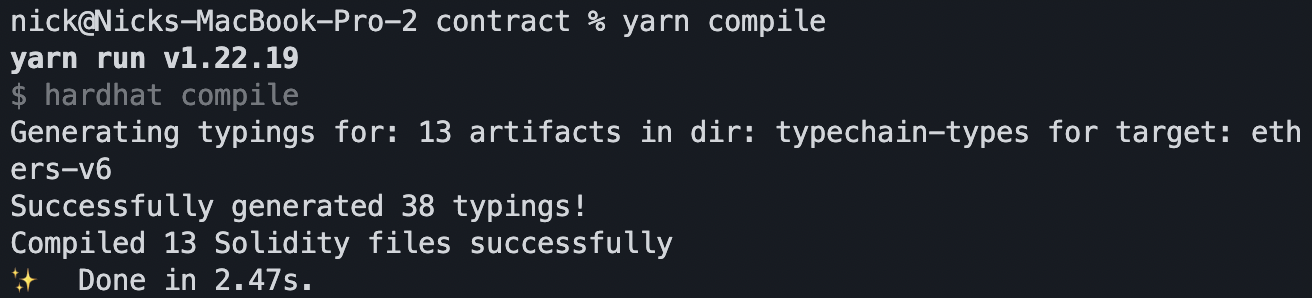 nick@Nicks-MacBook-Pro-2 contract % yarn compile
yarn run v1.22.19
$ hardhat compile
Generating typings for: 13 artifacts in dir: typechain-types for target: eth
ers-v6
Successfully generated 38 typings!
Compiled 13 Solidity files successfully
✨  Done in 2.47s.